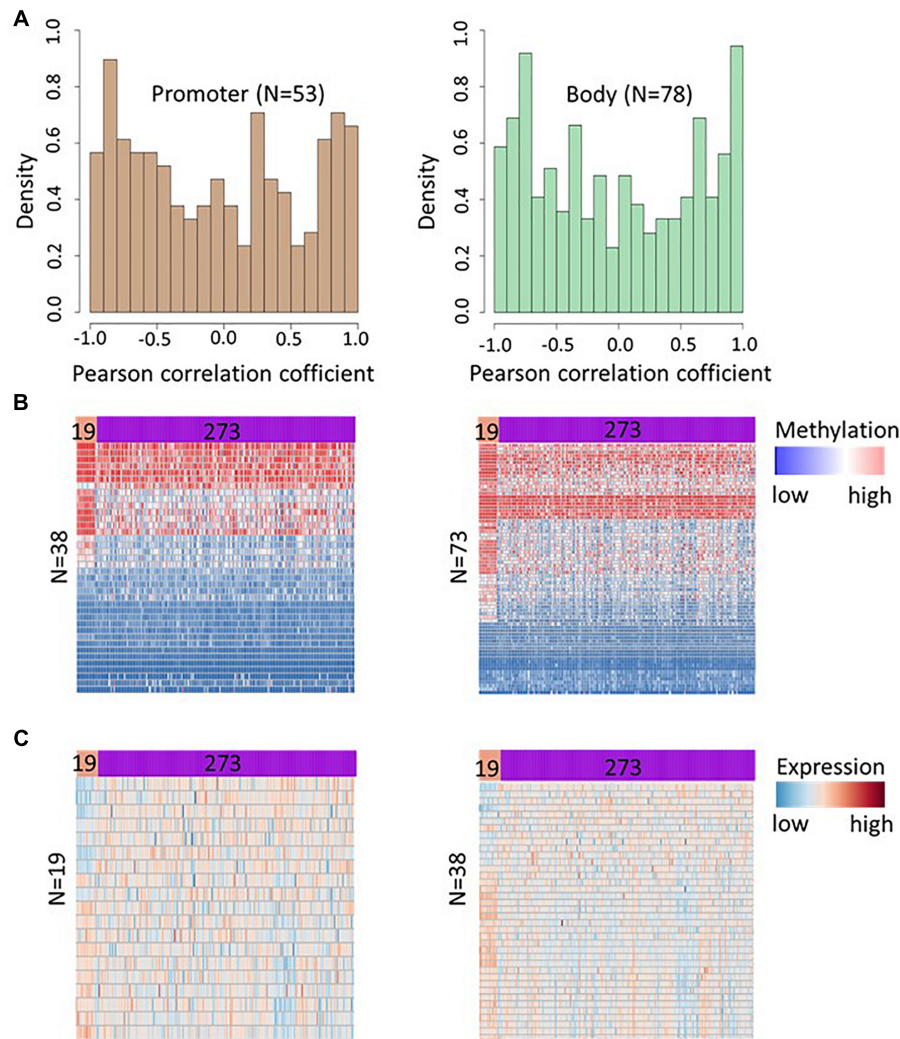 A
Promoter (N=53)
Density
0.0 0.2 0.4 0.6 0.8 1.0
-1.0 -0.5 0.0 0.5 1.0
Pearson correlation cofficient
Body (N=78)
Density
0.0 0.2 0.4 0.6 0.8 1.0
-1.0 -0.5 0.0 0.5 1.0
Pearson correlation cofficient
B
19 273
N=38
19 273
N=73
Methylation
low high
C
19 273
N=19
19 273
N=38
Expression
low high